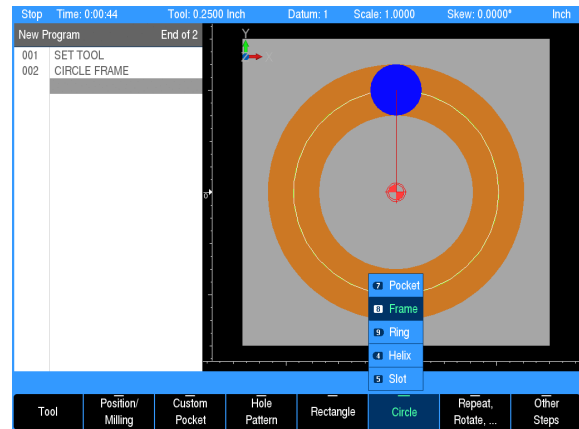 Stop Time: 0:00:44 Tool: 0.2500 Inch Datum: 1 Scale: 1.0000 Skew: 0.0000° Inch
New Program End of 2
001 SET TOOL
002 CIRCLE FRAME
Y
X
0
7 Pocket
8 Frame
9 Ring
4 Helix
5 Slot
Tool
Position/
Milling
Custom
Pocket
Hole
Pattern
Rectangle
Circle
Repeat,
Rotate, ...
Other
Steps